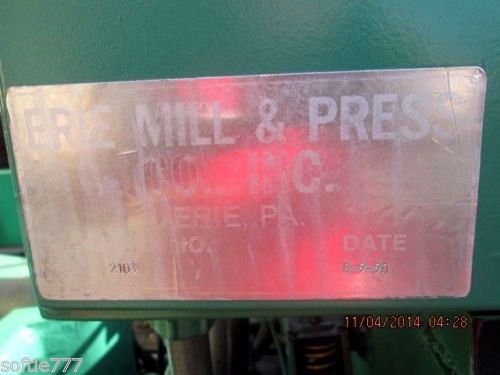 ERIE MILL & PRESS
CO. INC.
ERIE, PA.
NO. DATE
2103 8-9-90
11/04/2014 04:28
softie777